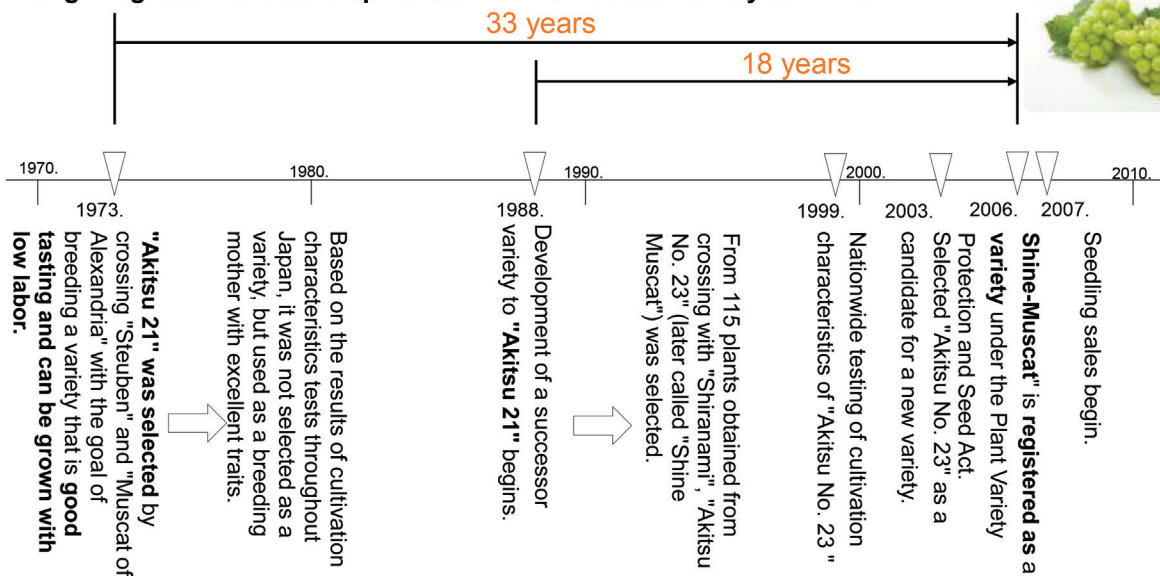 33 years
18 years
1970.
1980.
1990.
2000.
2010.
1973.
1988.
1999.
2003.
2006.
2007.
"Akitsu 21" was selected by
crossing "Steuben" and "Muscat of
Alexandria" with the goal of
breeding a variety that is good
tasting and can be grown with
low labor.
Based on the results of cultivation
characteristics tests throughout
Japan, it was not selected as a
variety, but used as a breeding
mother with excellent traits.
Development of a successor
variety to "Akitsu 21" begins.
From 115 plants obtained from
crossing with "Shiranami", "Akitsu
No. 23" (later called "Shine
Muscat") was selected.
Nationwide testing of cultivation
characteristics of "Akitsu No. 23 "
Selected "Akitsu No. 23" as a
candidate for a new variety.
Shine-Muscat" is registered as a
variety under the Plant Variety
Protection and Seed Act.
Seedling sales begin.